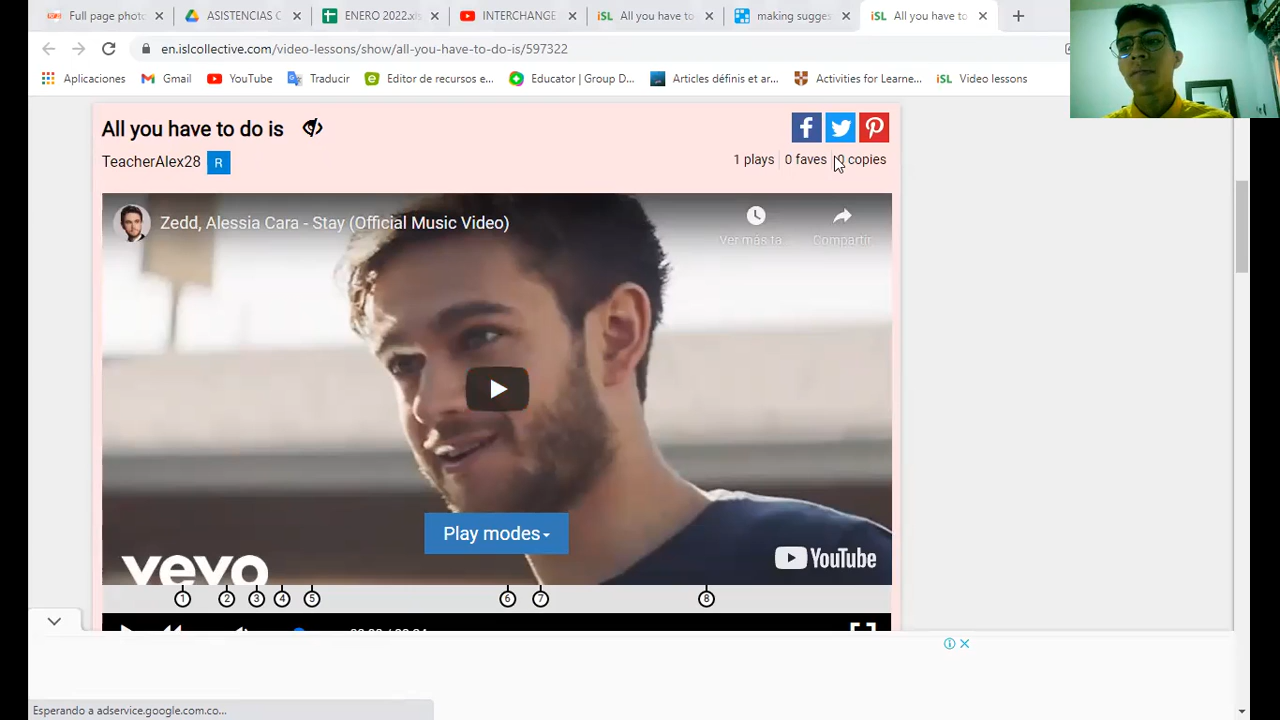 Full page phot
ASISTENCIAS C
ENERO 2022.x
INTERCHANGE
iSL All you have to
making sugges
iSL All you have to
en.islcollective.com/video-lessons/show/all-you-have-to-do-is/597322
Aplicaciones
Gmail
YouTube
Traducir
Editor de recursos e...
Educator | Group D...
Articles définis et ar...
Activities for Learne...
iSL Video lessons
All you have to do is
TeacherAlex28 R
1 plays 0 faves 0 copies
Zedd, Alessia Cara - Stay (Official Music Video)
Ver más ta
Compartir
Play modes
vevo
YouTube
1 2 3 4 5 6 7 8
Esperando a adservice.google.com.co...